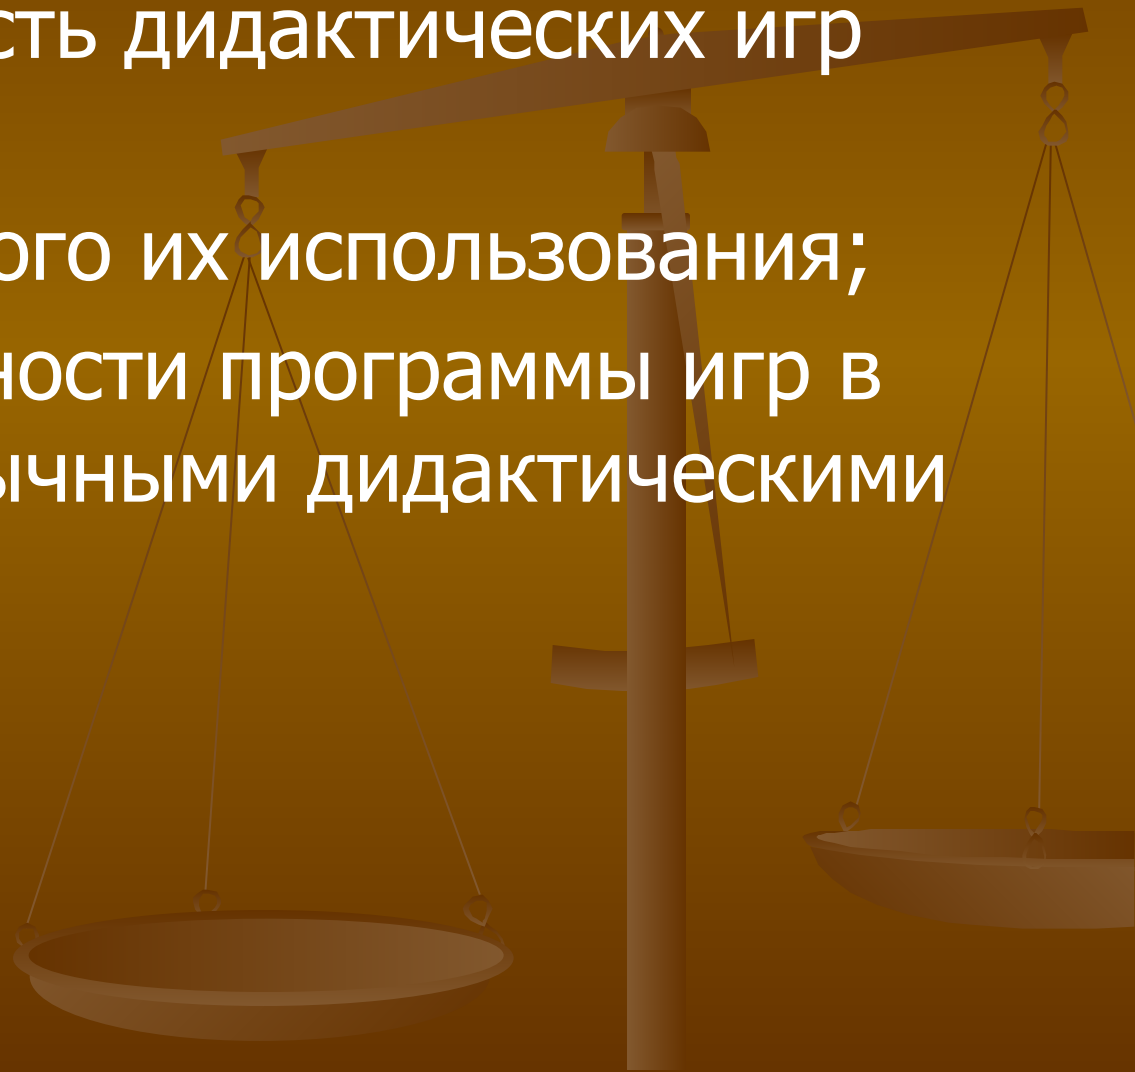 сть дидактических игр
ого их использования;
ности программы игр в
ычными дидактическими